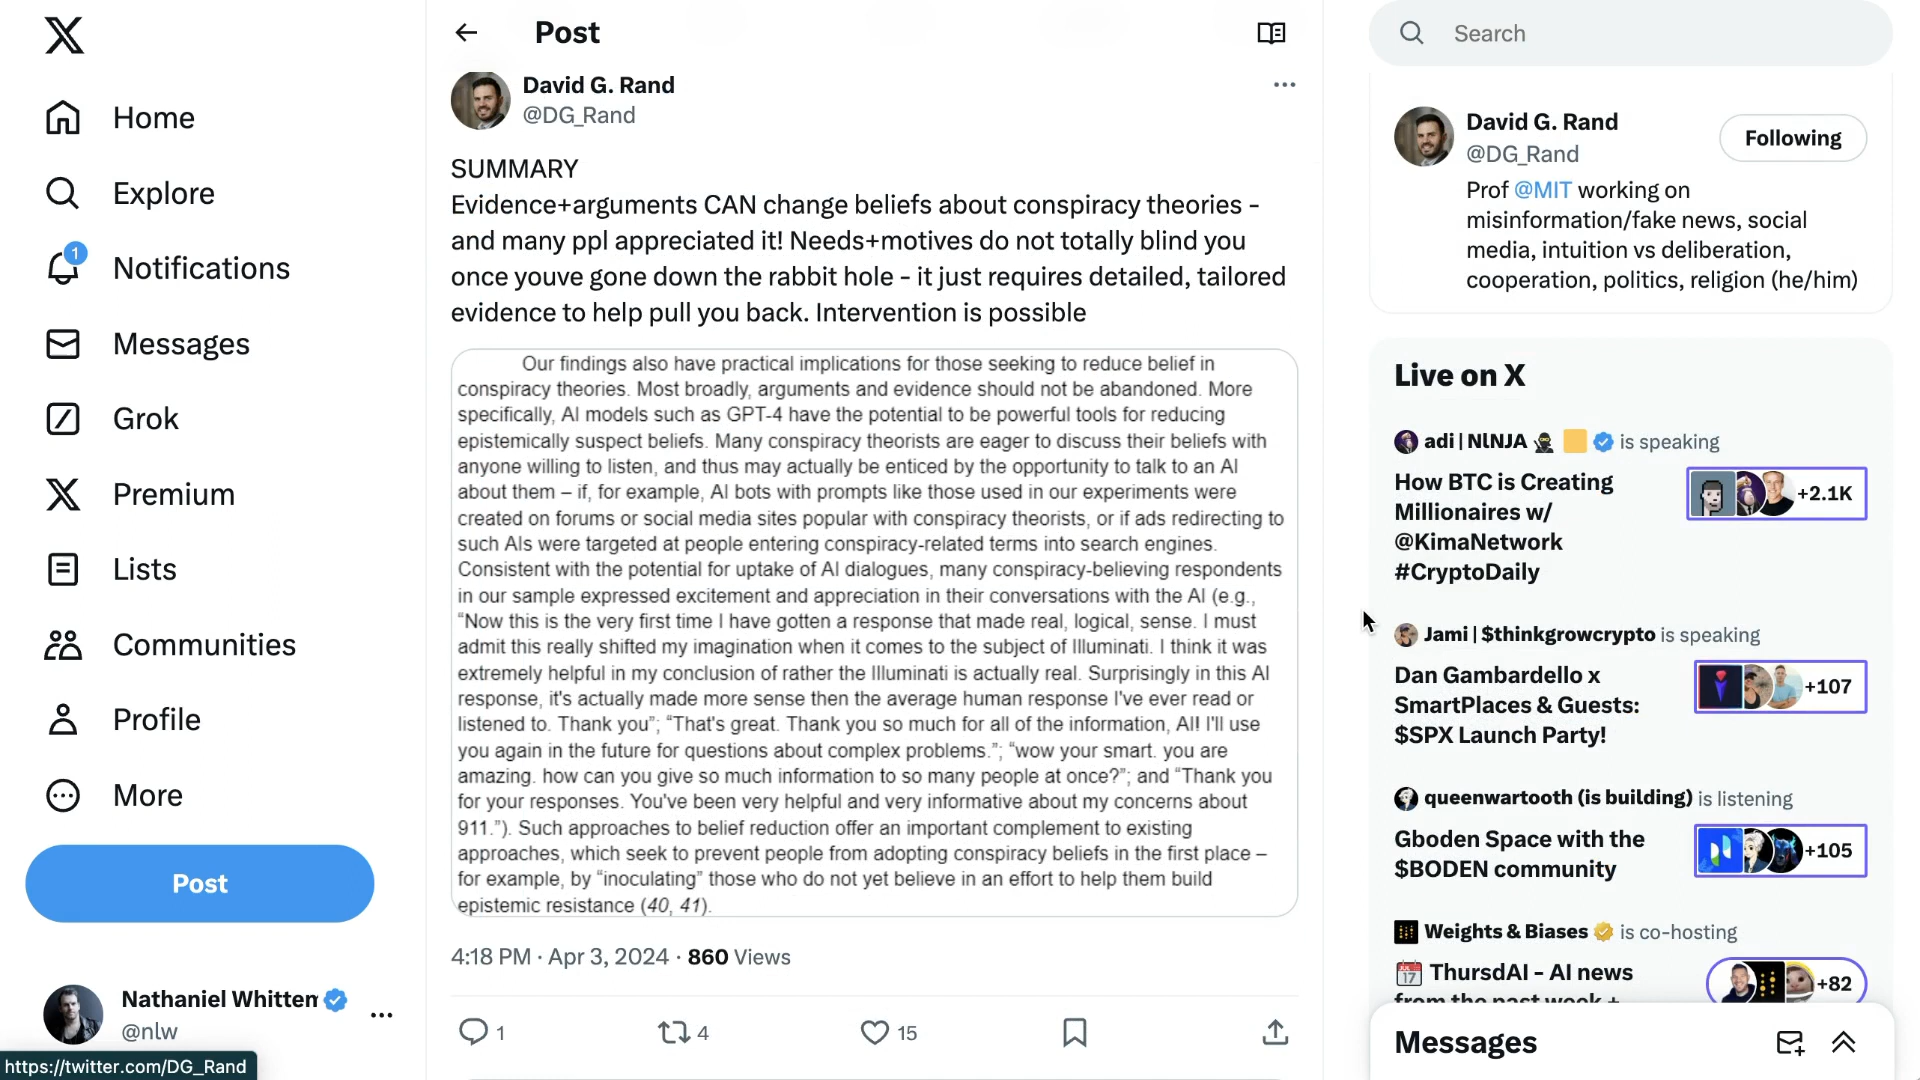 Home
Explore
1
Notifications
Messages
Grok
Premium
Lists
Communities
Profile
More
Post
Nathaniel Whitten
@nlw
https://twitter.com/DG_Rand
Post
David G. Rand
@DG_Rand
SUMMARY
Evidence+arguments CAN change beliefs about conspiracy theories -
and many ppl appreciated it! Needs+motives do not totally blind you
once youve gone down the rabbit hole - it just requires detailed, tailored
evidence to help pull you back. Intervention is possible
Our findings also have practical implications for those seeking to reduce belief in
conspiracy theories. Most broadly, arguments and evidence should not be abandoned. More
specifically, AI models such as GPT-4 have the potential to be powerful tools for reducing
epistemically suspect beliefs. Many conspiracy theorists are eager to discuss their beliefs with
anyone willing to listen, and thus may actually be enticed by the opportunity to talk to an AI
about them – if, for example, AI bots with prompts like those used in our experiments were
created on forums or social media sites popular with conspiracy theorists, or if ads redirecting to
such AIs were targeted at people entering conspiracy-related terms into search engines.
Consistent with the potential for uptake of AI dialogues, many conspiracy-believing respondents
in our sample expressed excitement and appreciation in their conversations with the AI (e.g.,
“Now this is the very first time I have gotten a response that made real, logical, sense. I must
admit this really shifted my imagination when it comes to the subject of Illuminati. I think it was
extremely helpful in my conclusion of rather the Illuminati is actually real. Surprisingly in this AI
response, it's actually made more sense then the average human response I've ever read or
listened to. Thank you”; “That's great. Thank you so much for all of the information, AI! I'll use
you again in the future for questions about complex problems.”; “wow your smart. you are
amazing. how can you give so much information to so many people at once?”; and “Thank you
for your responses. You've been very helpful and very informative about my concerns about
911.”). Such approaches to belief reduction offer an important complement to existing
approaches, which seek to prevent people from adopting conspiracy beliefs in the first place –
for example, by “inoculating” those who do not yet believe in an effort to help them build
epistemic resistance (40, 41).
4:18 PM · Apr 3, 2024 · 860 Views
1 4 15
Search
David G. Rand
@DG_Rand
Following
Prof @MIT working on
misinformation/fake news, social
media, intuition vs deliberation,
cooperation, politics, religion (he/him)
Live on X
adi | NlNJA is speaking
How BTC is Creating
Millionaires w/
@KimaNetwork
#CryptoDaily
+2.1K
Jami | $thinkgrowcrypto is speaking
Dan Gambardello x
SmartPlaces & Guests:
$SPX Launch Party!
+107
queenwartooth (is building) is listening
Gboden Space with the
$BODEN community
+105
Weights & Biases is co-hosting
ThursdAI - AI news
from the past week +
+82
Messages